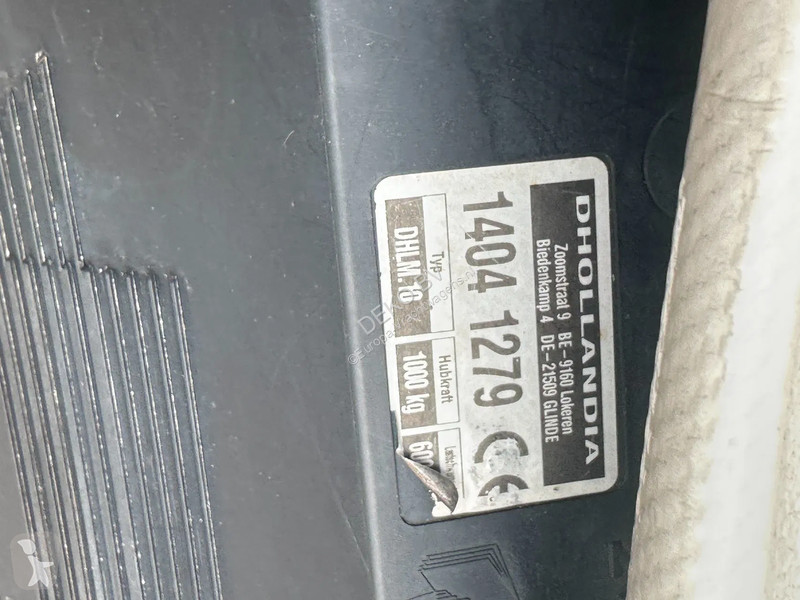 DHOLLANDIA
Zoomstraat 9 BE-9160 Lokeren
Biedenkamp 4 DE-21509 GLINDE
1404 1279 CE
Typ Hubkraft
DHLM.16 1000 kg